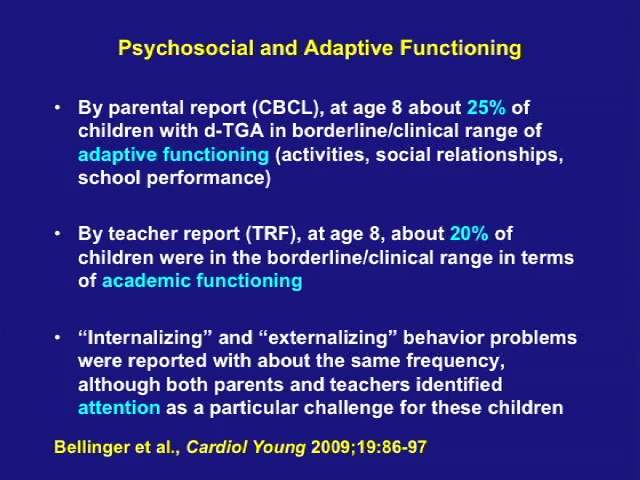 Psychosocial and Adaptive Functioning
• By parental report (CBCL), at age 8 about 25% of
children with d-TGA in borderline/clinical range of
adaptive functioning (activities, social relationships,
school performance)
• By teacher report (TRF), at age 8, about 20% of
children were in the borderline/clinical range in terms
of academic functioning
• “Internalizing” and “externalizing” behavior problems
were reported with about the same frequency,
although both parents and teachers identified
attention as a particular challenge for these children
Bellinger et al., Cardiol Young 2009;19:86-97